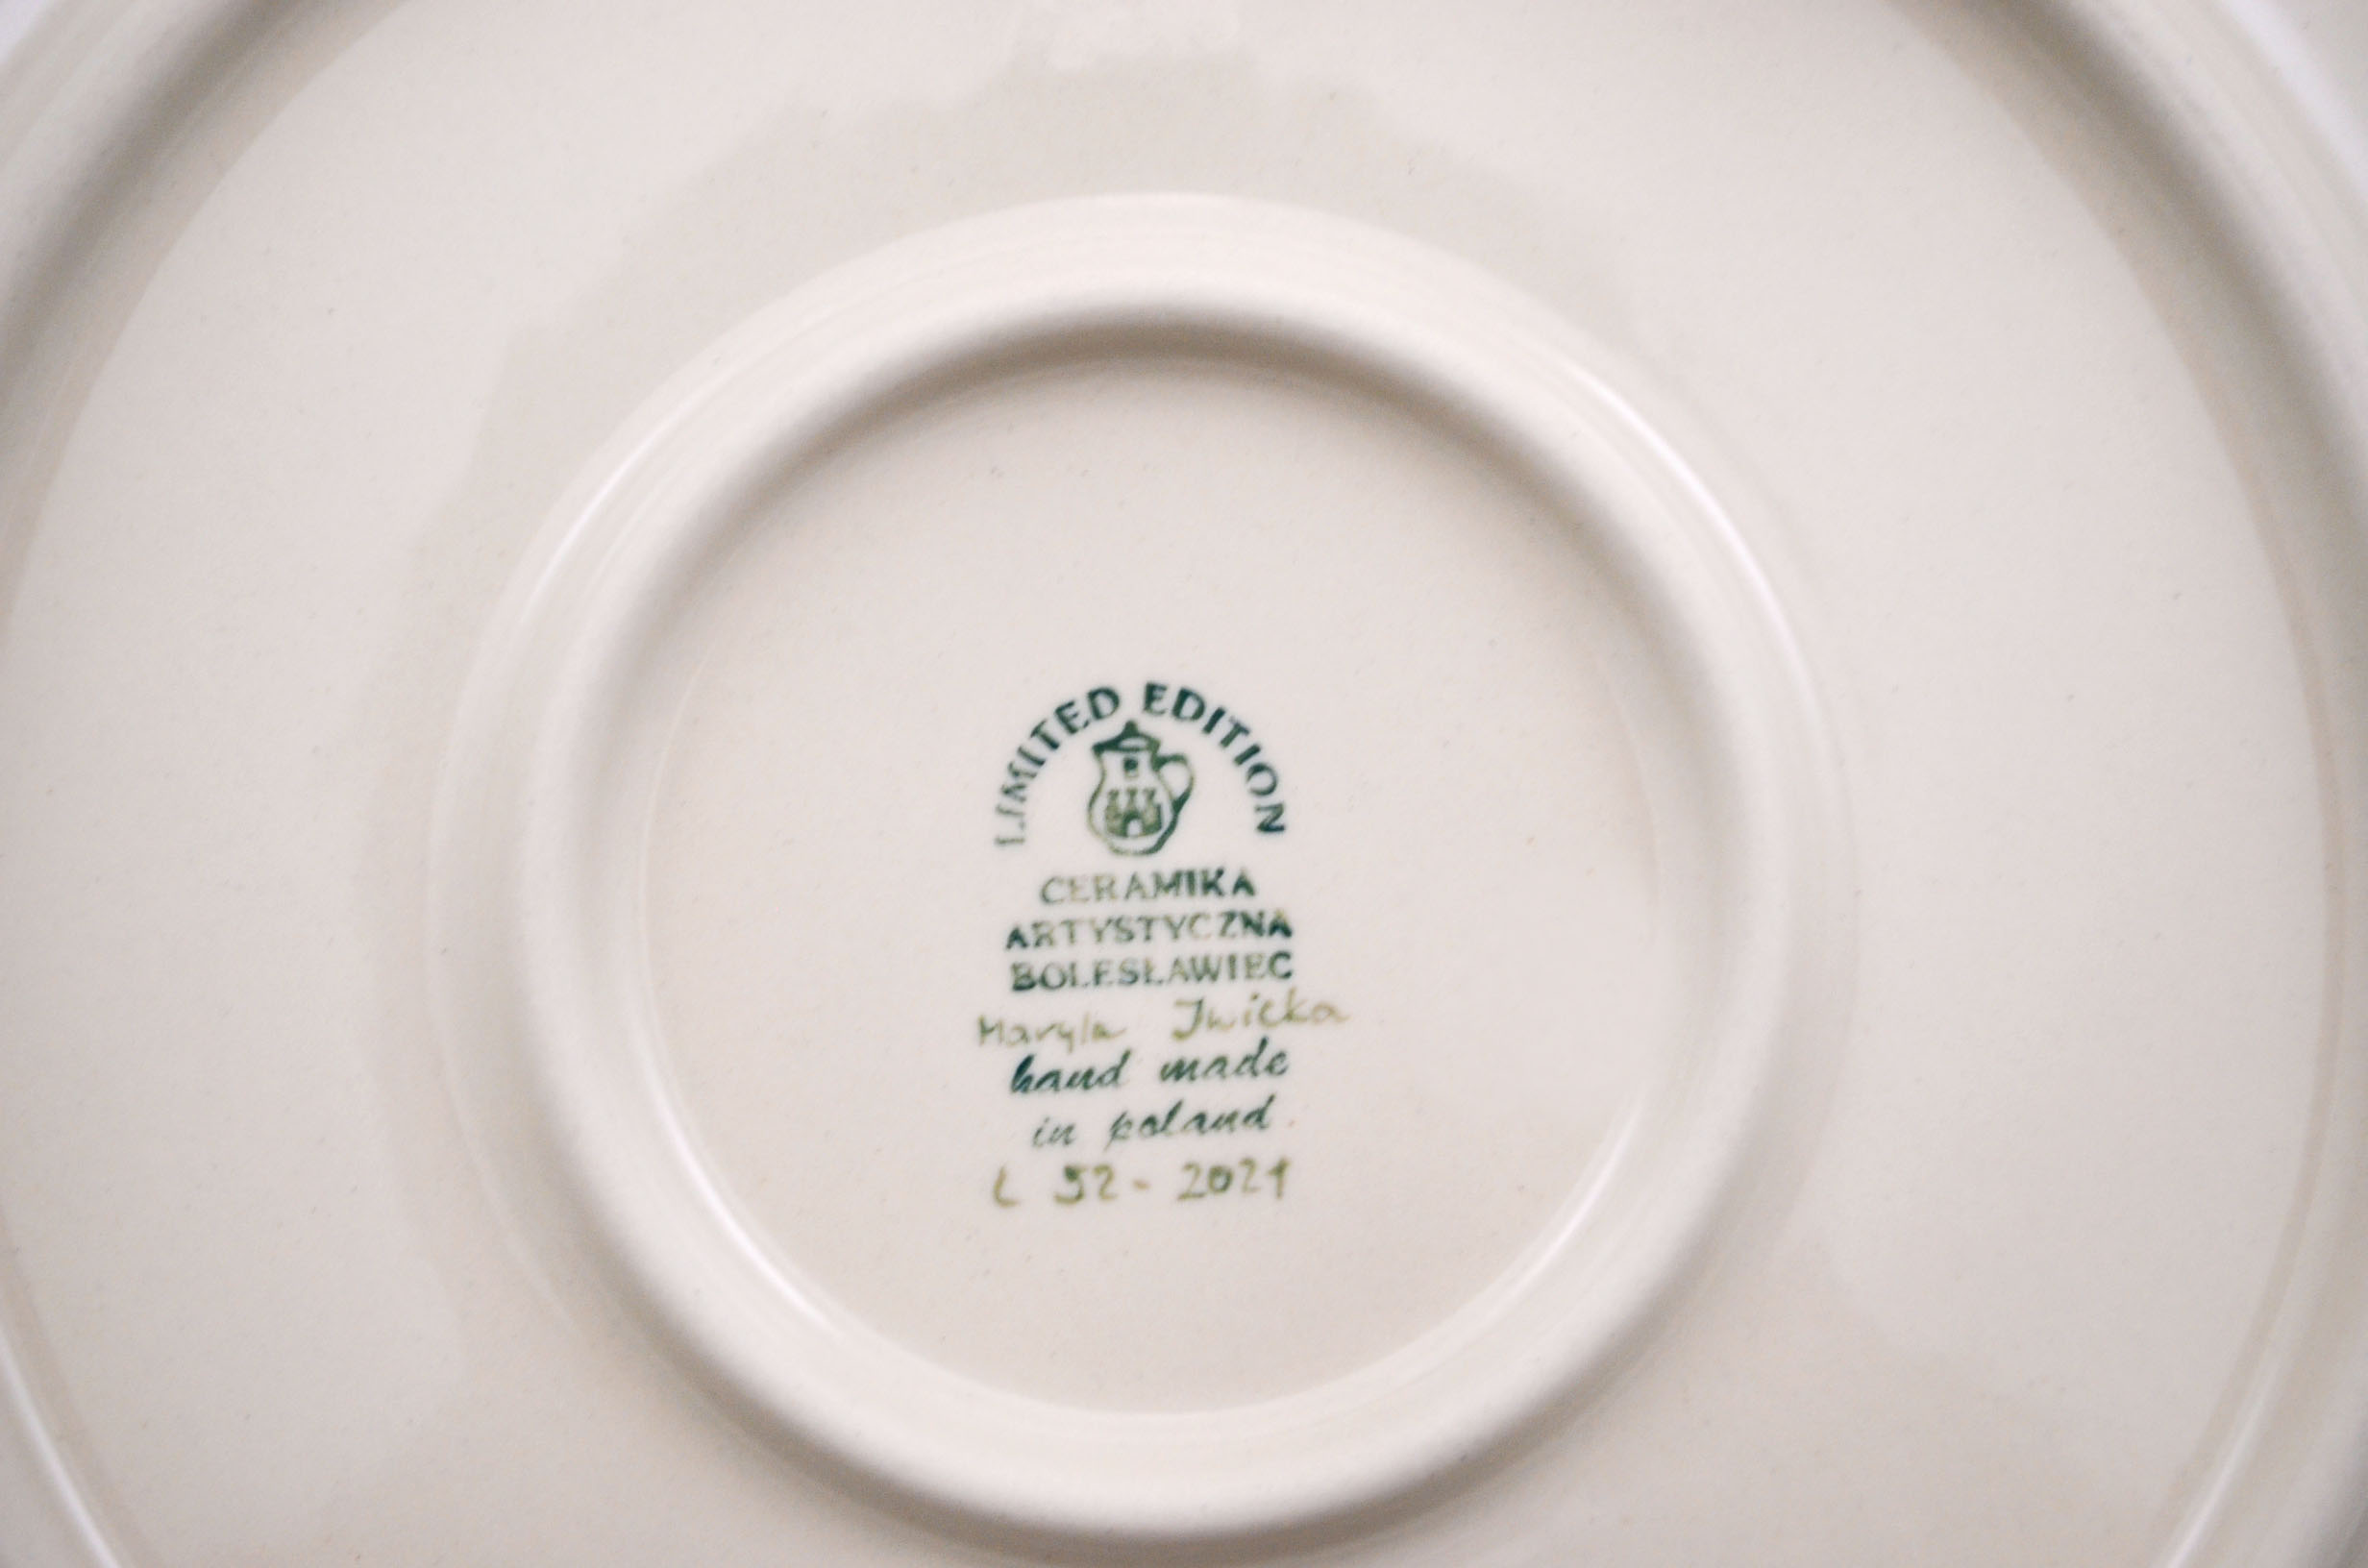 LIMITED EDITION
CERAMIKA
ARTYSTYCZNA
BOLESŁAWIEC
Maryla Iwicka
hand made
in poland
L 52 - 2021